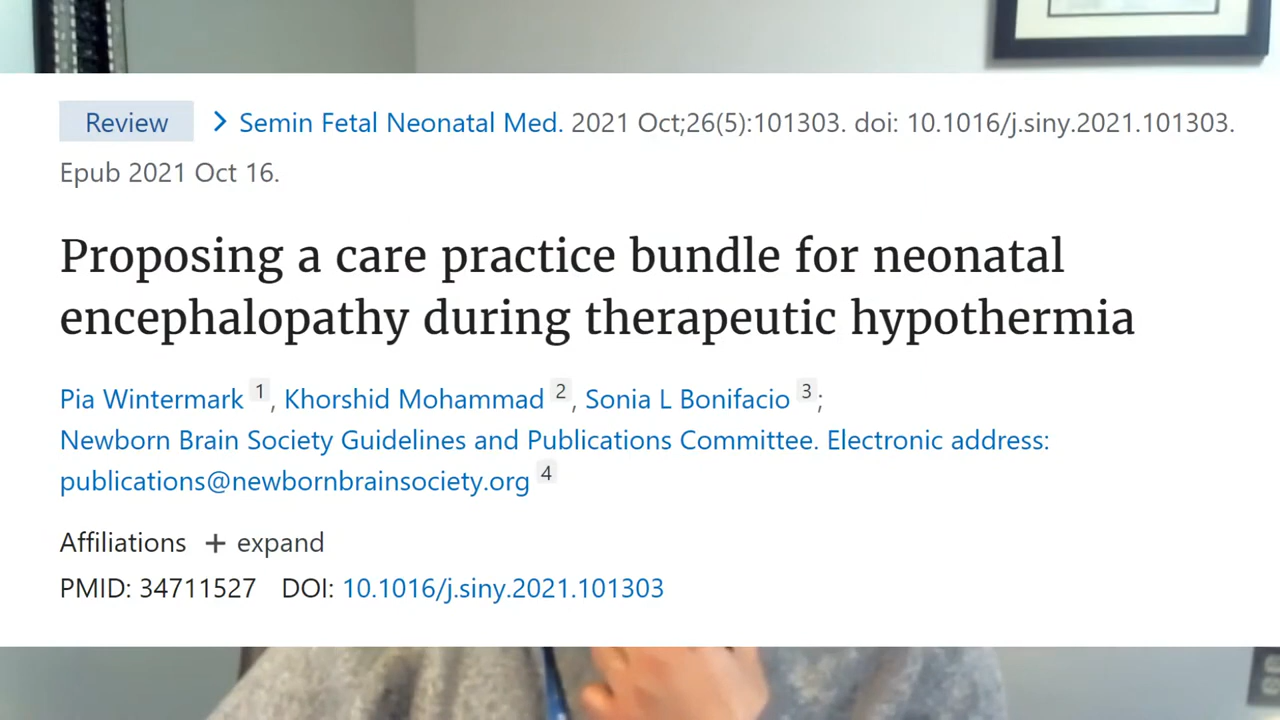 Review > Semin Fetal Neonatal Med. 2021 Oct;26(5):101303. doi: 10.1016/j.siny.2021.101303.
Epub 2021 Oct 16.
Proposing a care practice bundle for neonatal
encephalopathy during therapeutic hypothermia
Pia Wintermark 1, Khorshid Mohammad 2, Sonia L Bonifacio 3;
Newborn Brain Society Guidelines and Publications Committee. Electronic address:
publications@newbornbrainsociety.org 4
Affiliations + expand
PMID: 34711527 DOI: 10.1016/j.siny.2021.101303